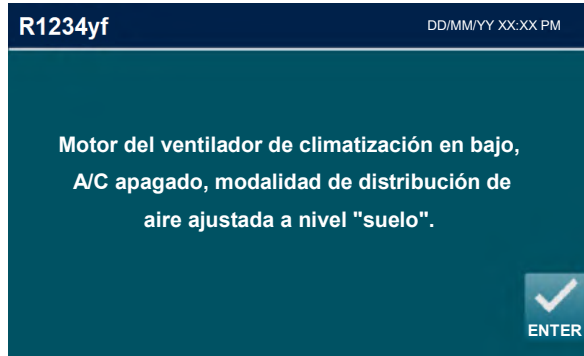 R1234yf
DD/MM/YY XX:XX PM
Motor del ventilador de climatización en bajo,
A/C apagado, modalidad de distribución de
aire ajustada a nivel "suelo".
ENTER